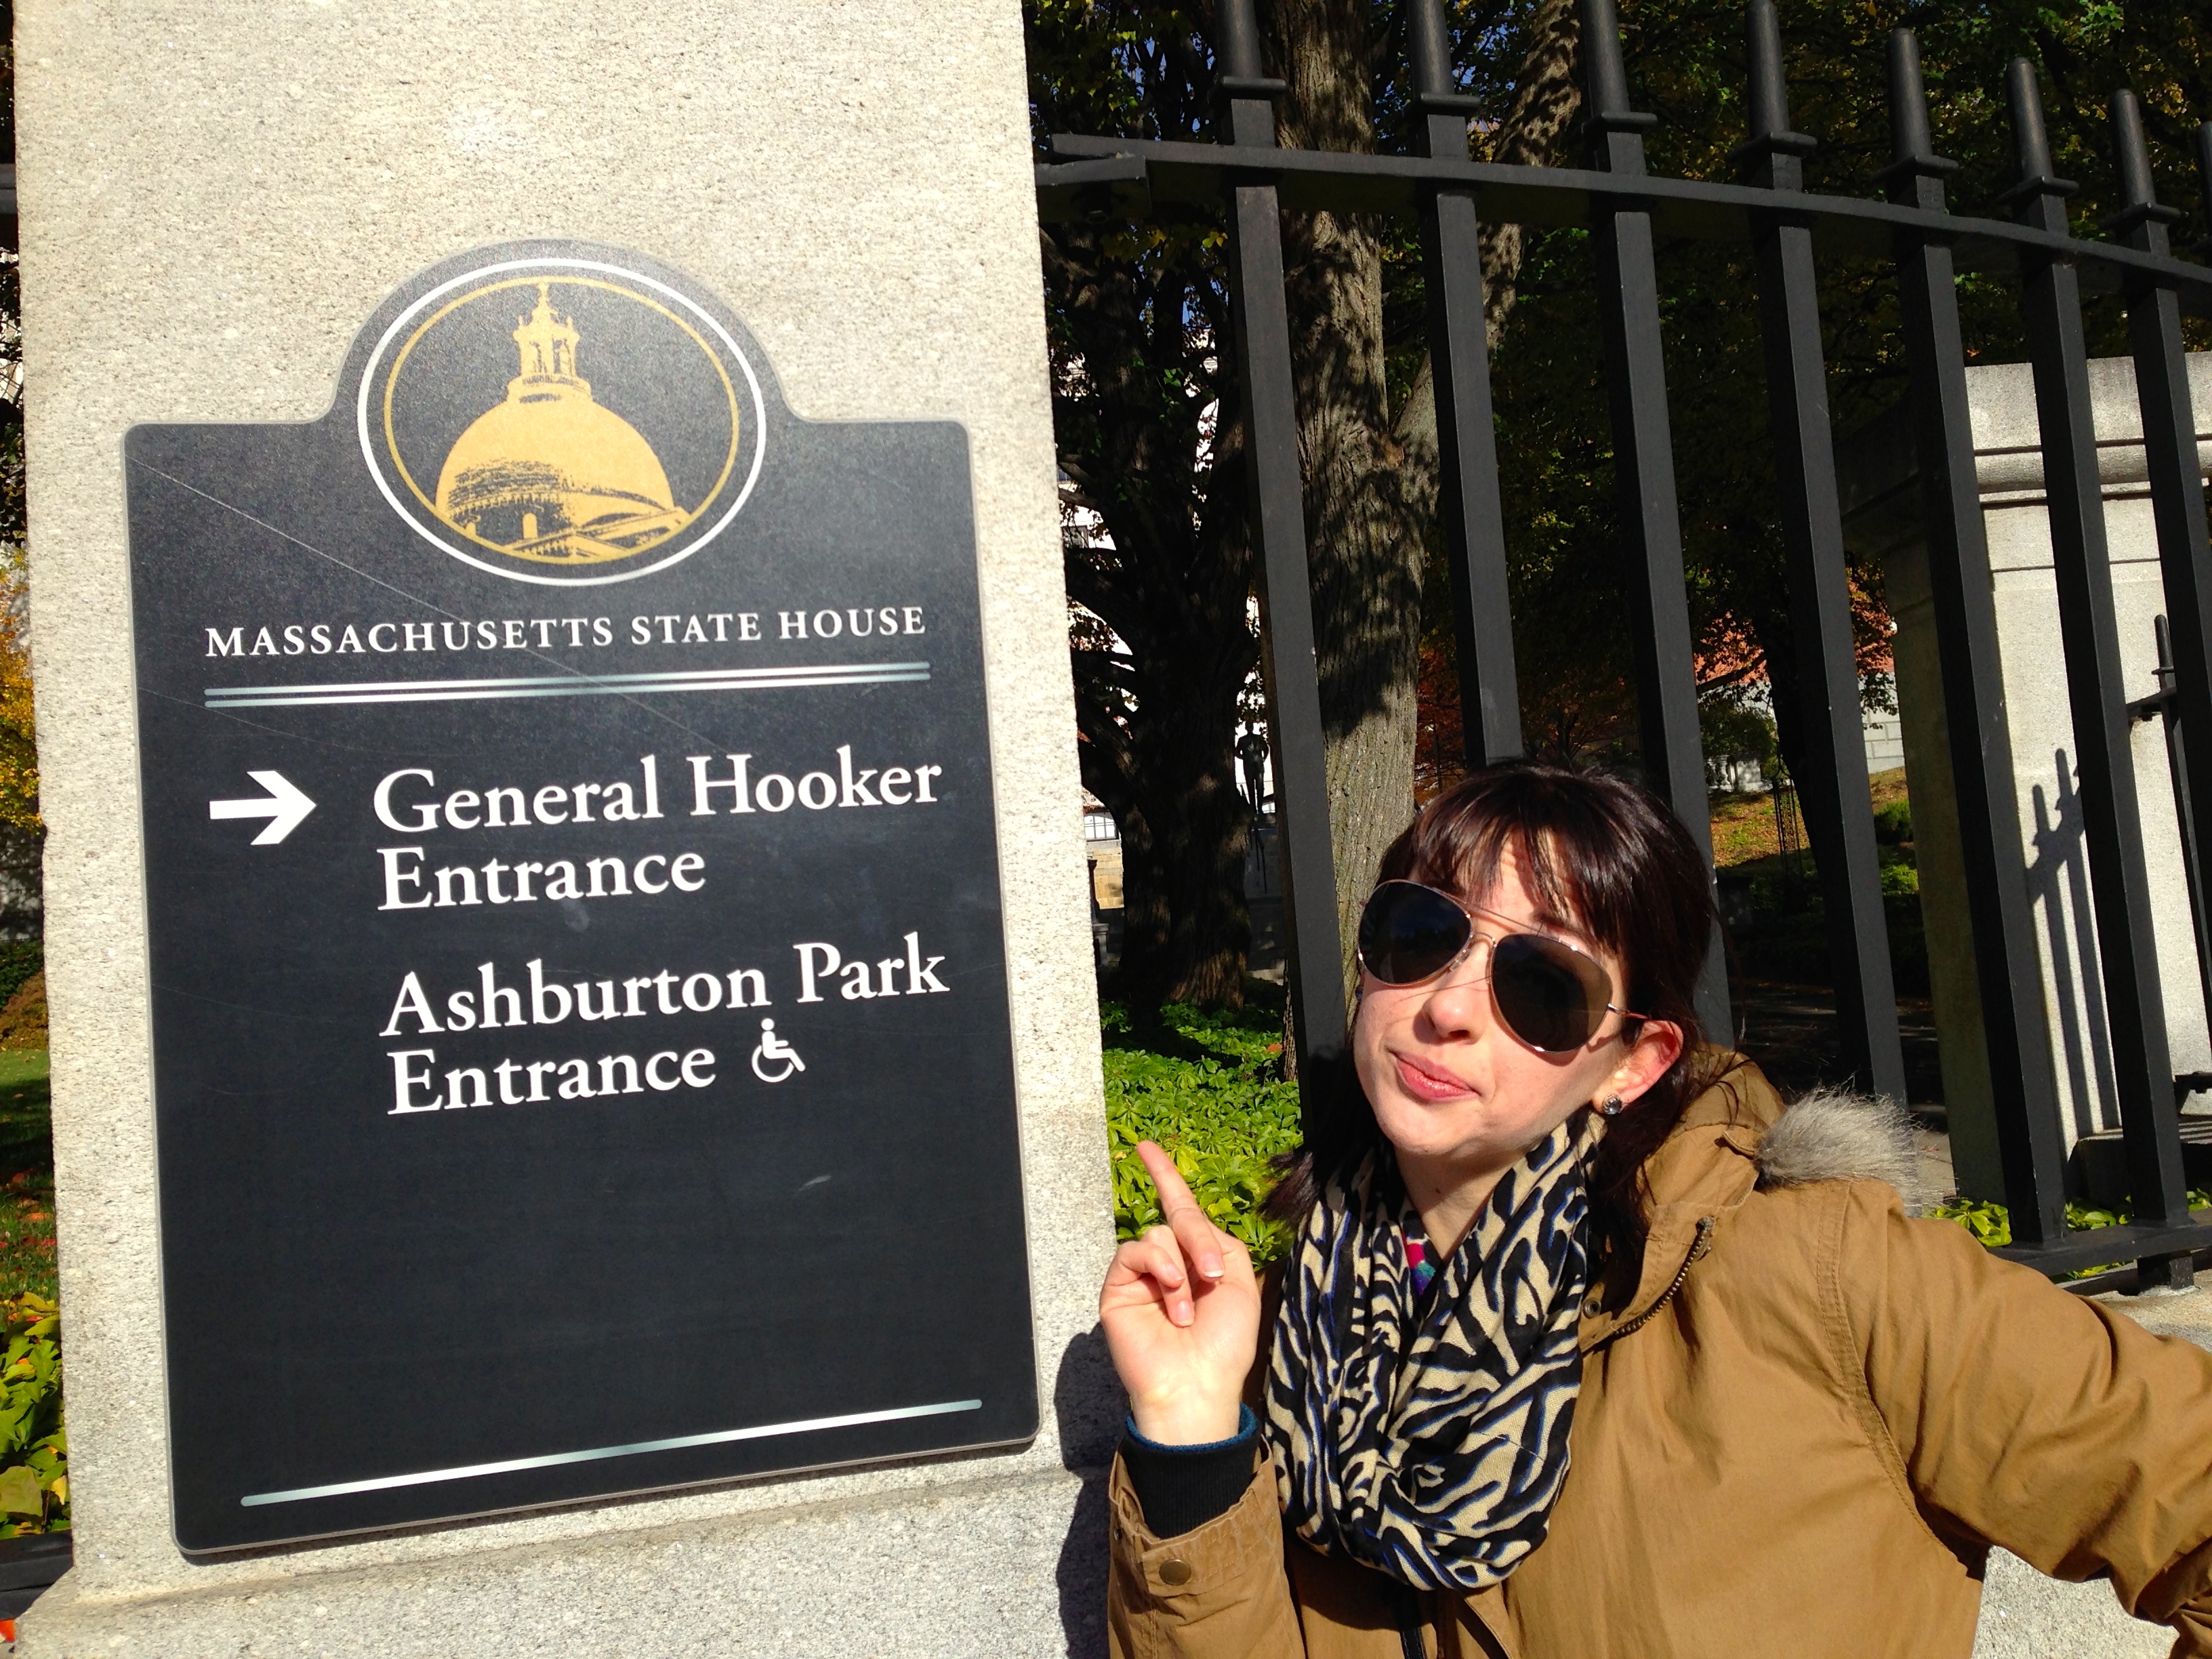 MASSACHUSETTS STATE HOUSE
General Hooker
Entrance
Ashburton Park
Entrance